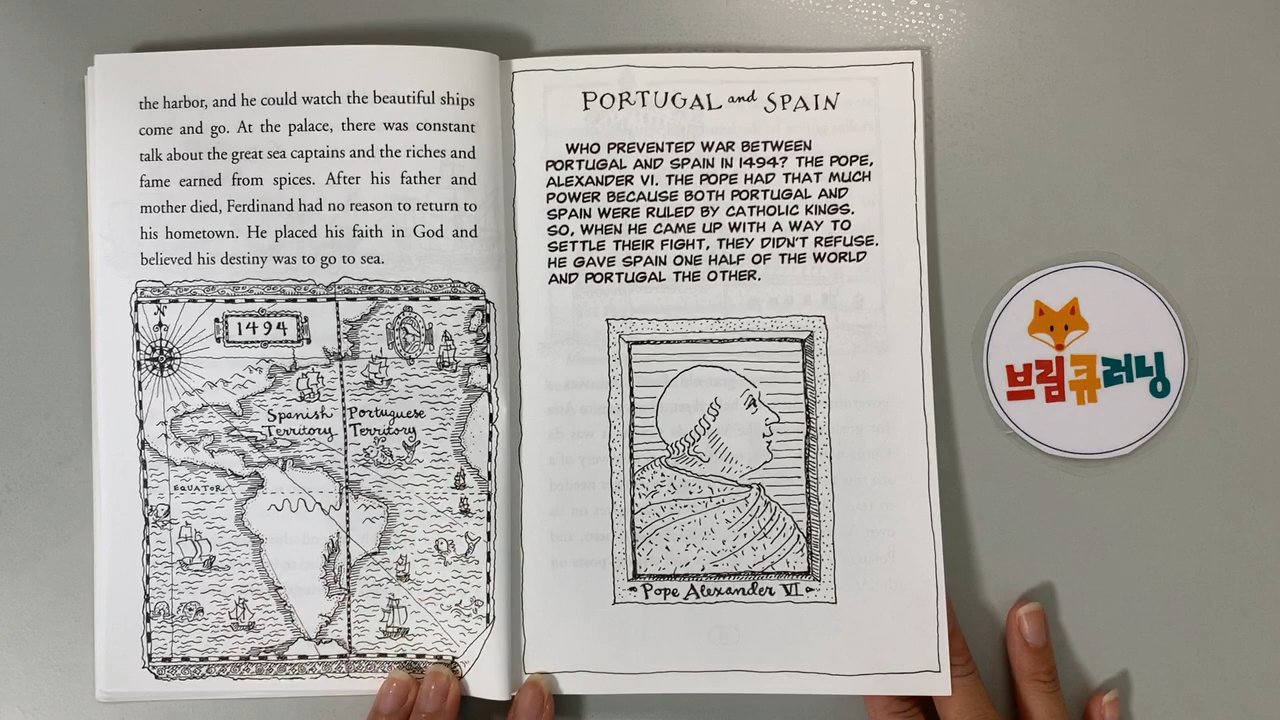 the harbor, and he could watch the beautiful ships
come and go. At the palace, there was constant
talk about the great sea captains and the riches and
fame earned from spices. After his father and
mother died, Ferdinand had no reason to return to
his hometown. He placed his faith in God and
believed his destiny was to go to sea.
N
1494
Spanish
Territory
Portuguese
Territory
EQUATOR
PORTUGAL and SPAIN
WHO PREVENTED WAR BETWEEN
PORTUGAL AND SPAIN IN 1494? THE POPE,
ALEXANDER VI. THE POPE HAD THAT MUCH
POWER BECAUSE BOTH PORTUGAL AND
SPAIN WERE RULED BY CATHOLIC KINGS.
SO, WHEN HE CAME UP WITH A WAY TO
SETTLE THEIR FIGHT, THEY DIDN'T REFUSE.
HE GAVE SPAIN ONE HALF OF THE WORLD
AND PORTUGAL THE OTHER.
Pope Alexander VI
브림큐러닝